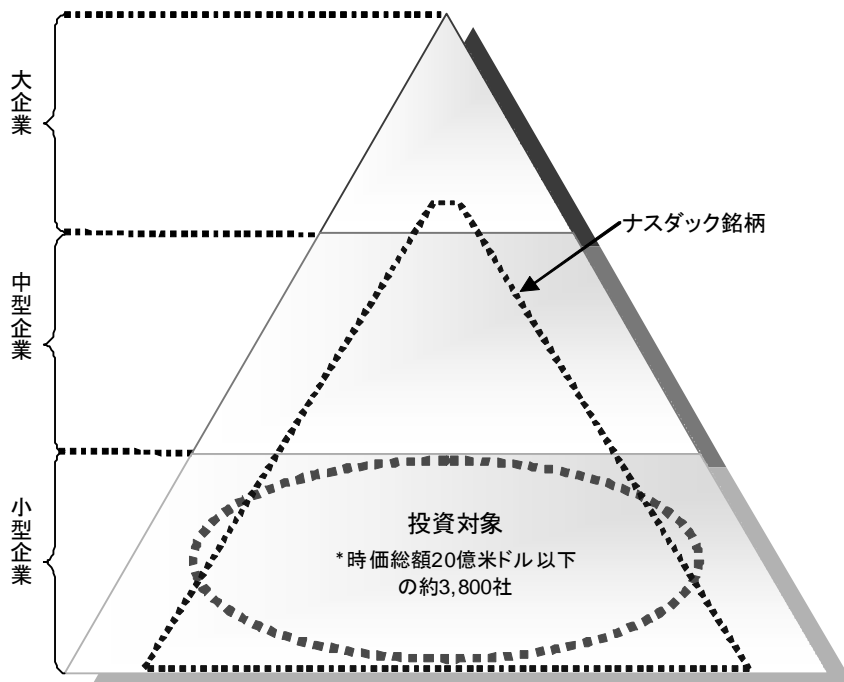 大企業
ナスダック銘柄
中型企業
小型企業
投資対象
*時価総額20億米ドル以下
の約3,800社